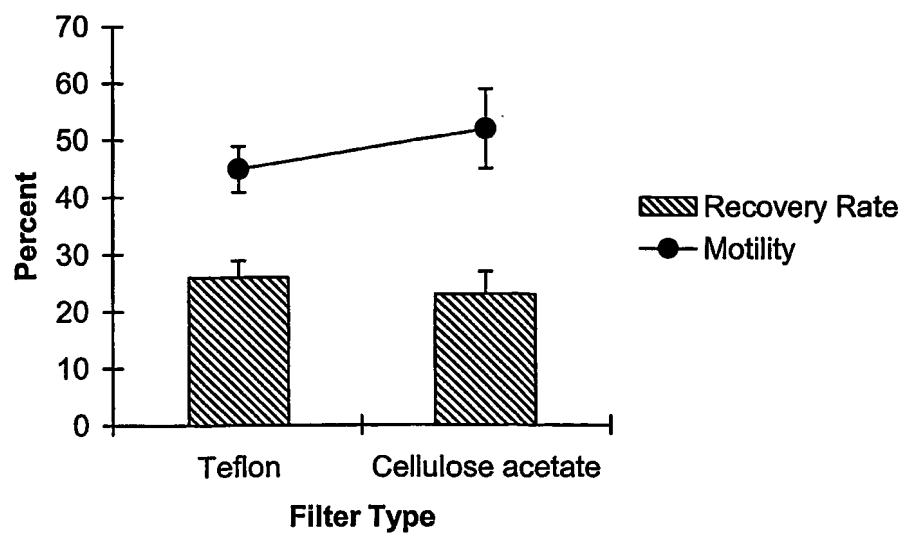 70
60
50
40
30
20
10
0
Percent
Recovery Rate
Motility
Teflon
Cellulose acetate
Filter Type